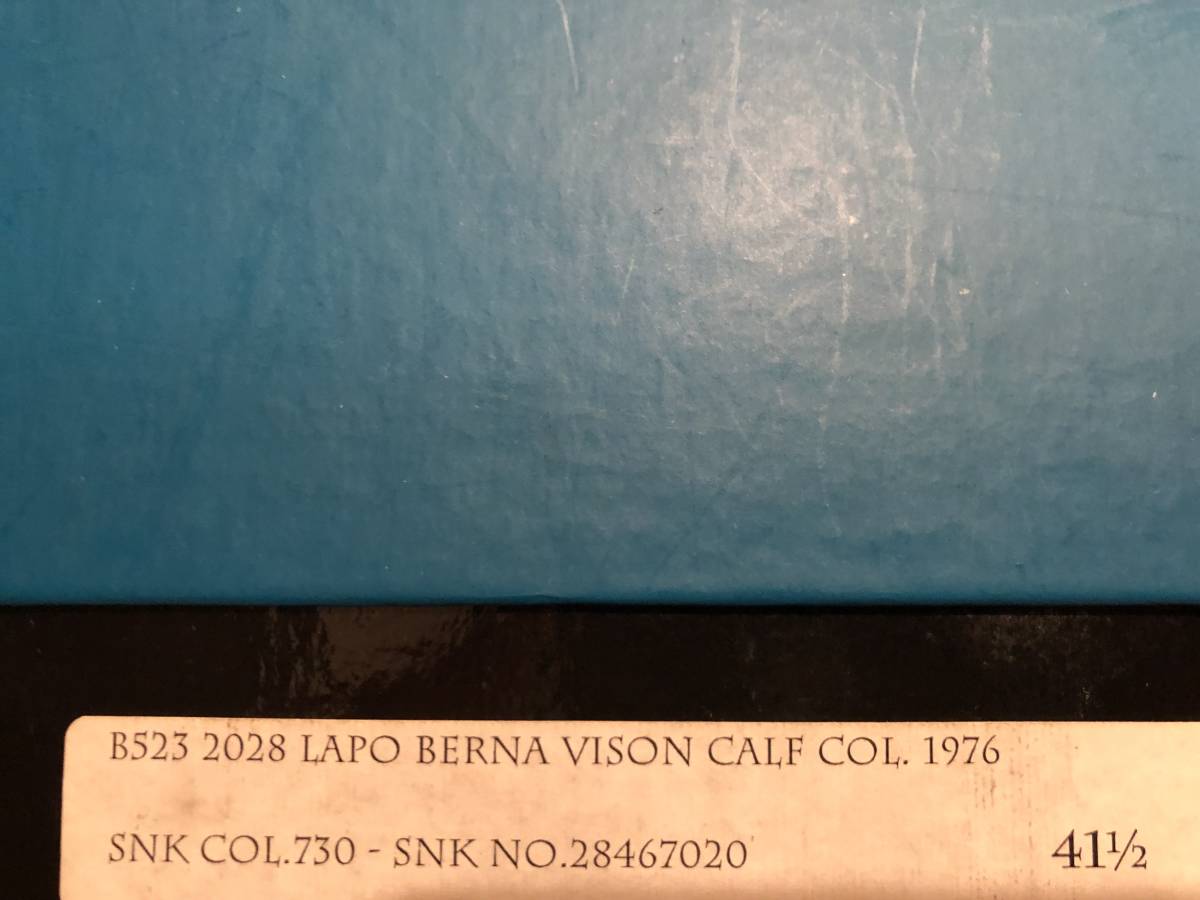 B523 2028 LAPO BERNA VISON CALF COL. 1976
SNK COL.730 - SNK NO.28467020
41½